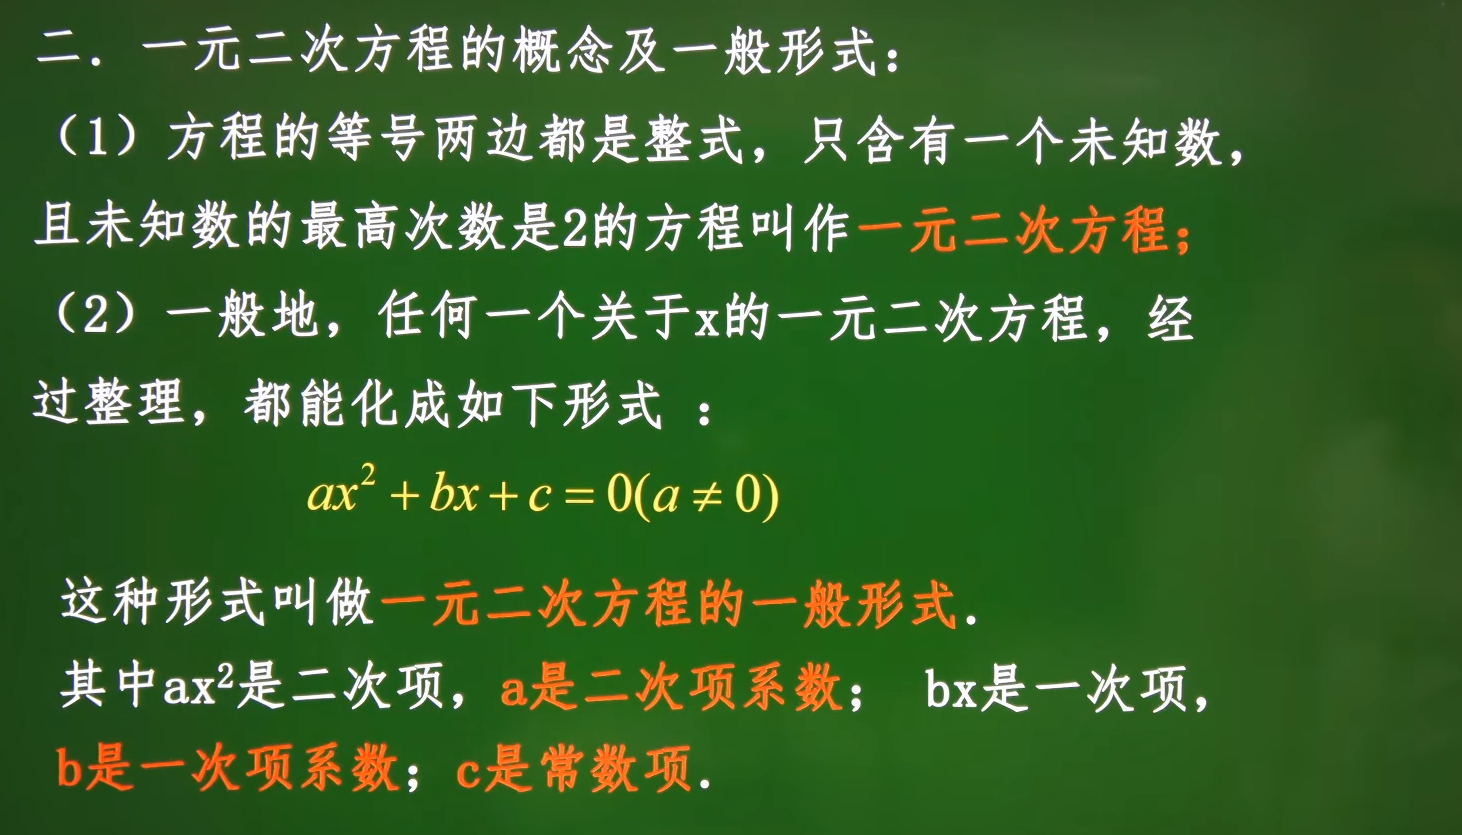 二．一元二次方程的概念及一般形式：
（1）方程的等号两边都是整式，只含有一个未知数，
且未知数的最高次数是2的方程叫作一元二次方程；
（2）一般地，任何一个关于x的一元二次方程，经
过整理，都能化成如下形式 ：
ax²+bx+c=0(a≠0)
这种形式叫做一元二次方程的一般形式．
其中ax²是二次项，a是二次项系数； bx是一次项，
b是一次项系数；c是常数项．